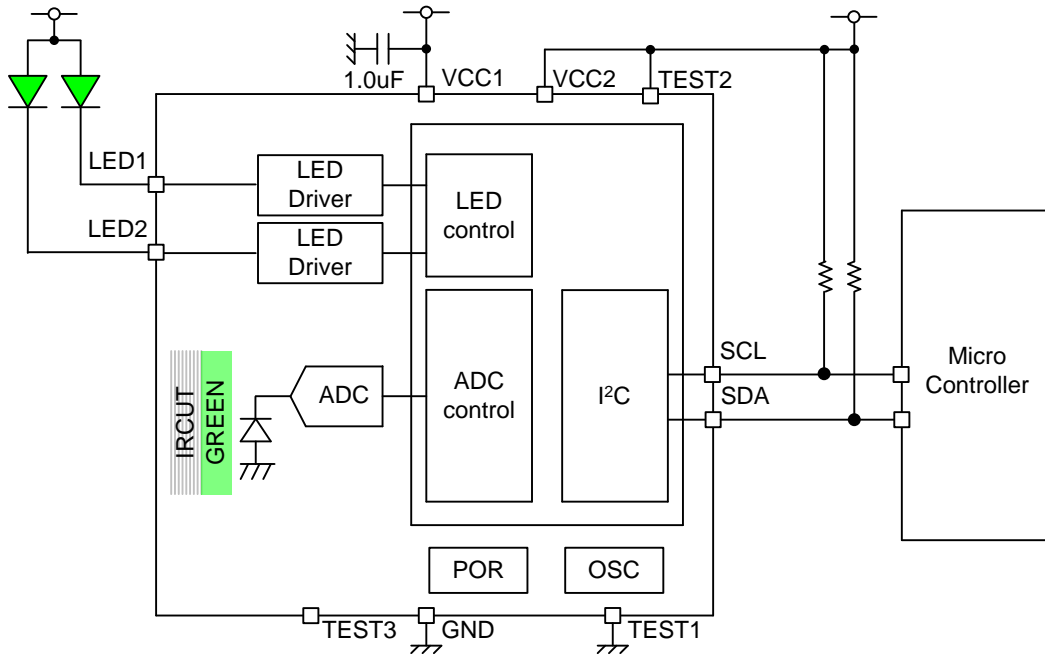 1.0uF
VCC1
VCC2
TEST2
LED1
LED2
LED
Driver
LED
Driver
LED
control
IRCUT
GREEN
ADC
ADC
control
I²C
SCL
SDA
Micro
Controller
POR
OSC
TEST3
GND
TEST1